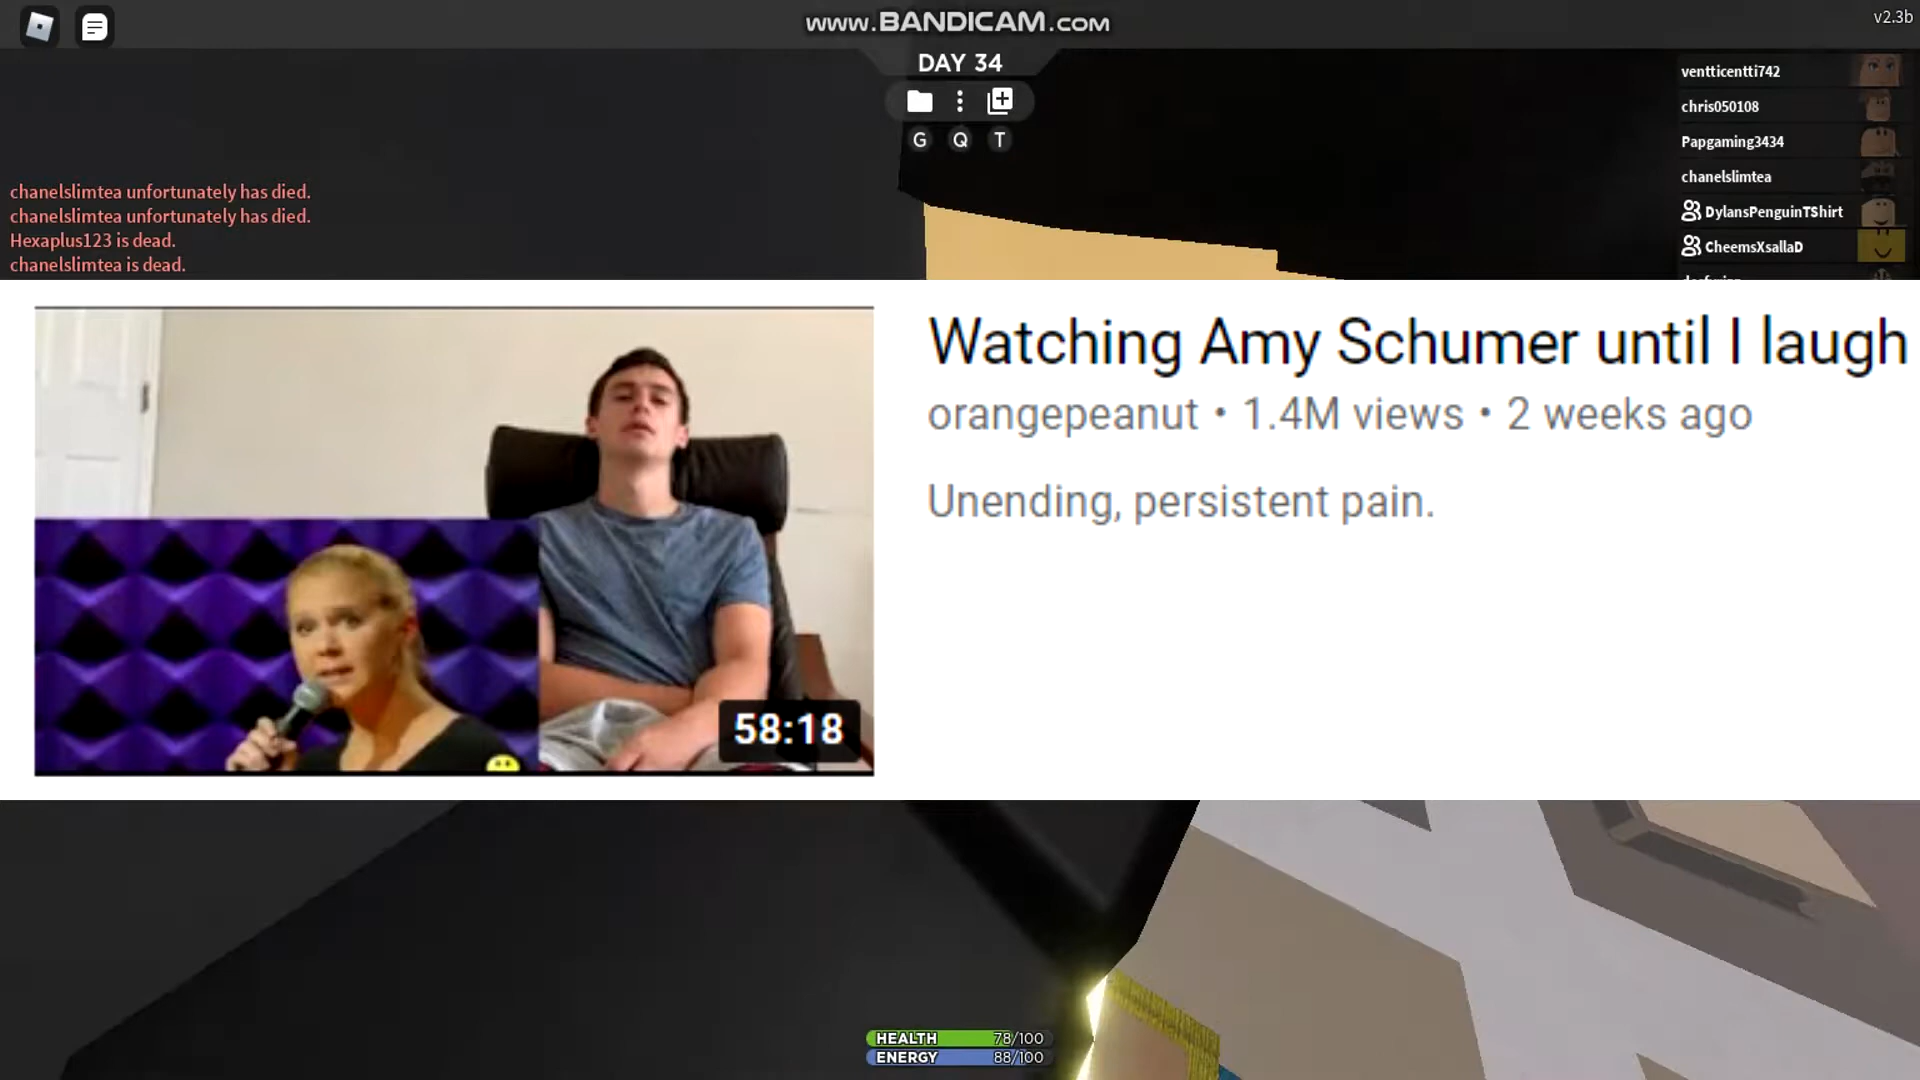 www.BANDICAM.com
v2.3b
DAY 34
G Q T
ventticentti742
chris050108
Papgaming3434
chanelslimtea
DylansPenguinTShirt
CheemsXsallaD
chanelslimtea unfortunately has died.
chanelslimtea unfortunately has died.
Hexaplus123 is dead.
chanelslimtea is dead.
Watching Amy Schumer until I laugh
orangepeanut • 1.4M views • 2 weeks ago
Unending, persistent pain.
58:18
HEALTH 78/100
ENERGY 88/100